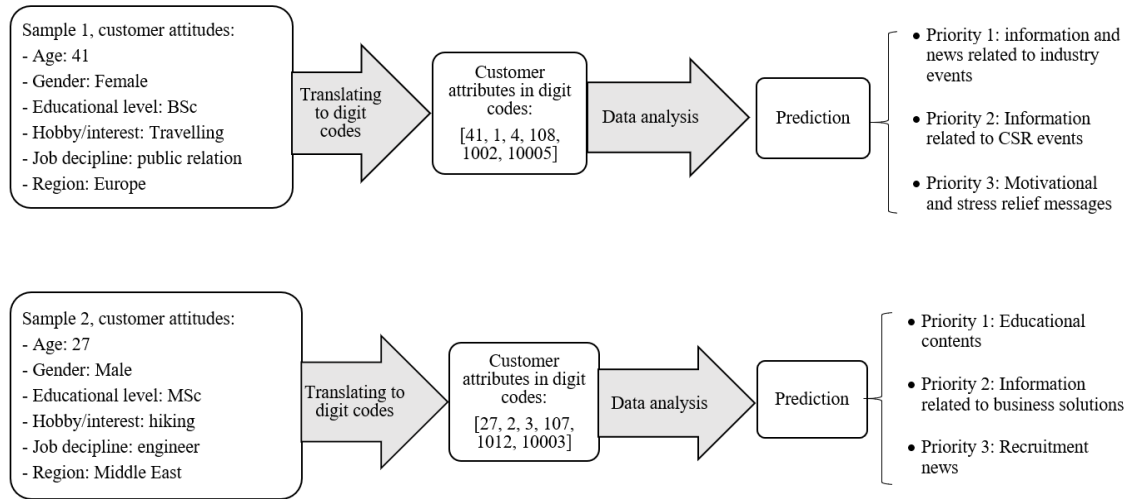 Sample 1, customer attitudes:
- Age: 41
- Gender: Female
- Educational level: BSc
- Hobby/interest: Travelling
- Job decipline: public relation
- Region: Europe
Translating
to digit
codes
Customer
attributes in digit
codes:
[41, 1, 4, 108,
1002, 10005]
Data analysis
Prediction
• Priority 1: information and
news related to industry
events
• Priority 2: Information
related to CSR events
• Priority 3: Motivational
and stress relief messages
Sample 2, customer attitudes:
- Age: 27
- Gender: Male
- Educational level: MSc
- Hobby/interest: hiking
- Job decipline: engineer
- Region: Middle East
Translating to
digit codes
Customer
attributes in digit
codes:
[27, 2, 3, 107,
1012, 10003]
Data analysis
Prediction
• Priority 1: Educational
contents
• Priority 2: Information
related to business solutions
• Priority 3: Recruitment
news